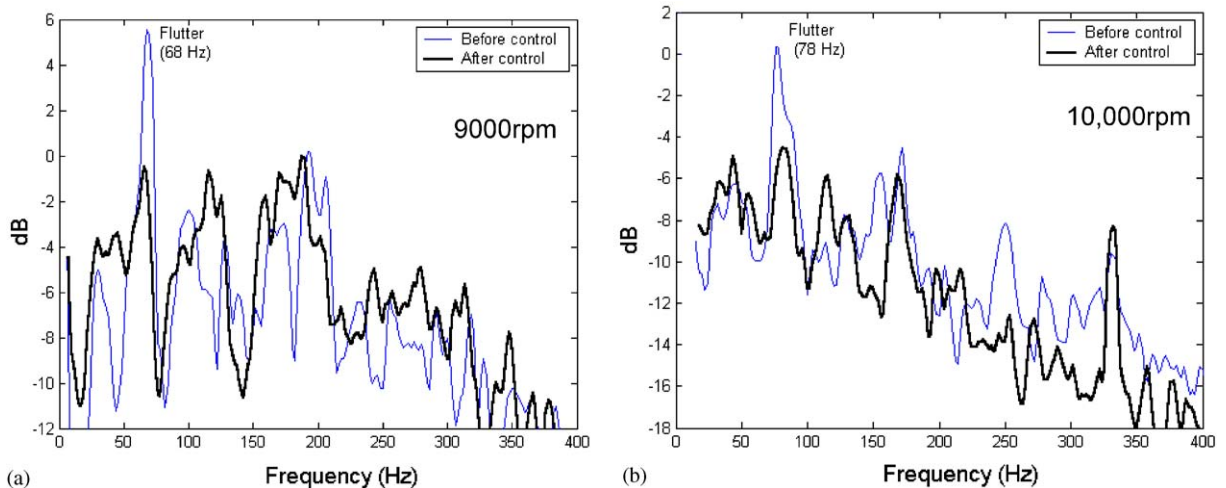 6
4
2
0
-2
-4
-6
-8
-10
-12
dB
Flutter
(68 Hz)
Before control
After control
9000rpm
0
50
100
150
200
250
300
350
400
(a)
Frequency (Hz)
2
0
-2
-4
-6
-8
-10
-12
-14
-16
-18
dB
Flutter
(78 Hz)
Before control
After control
10,000rpm
0
50
100
150
200
250
300
350
400
(b)
Frequency (Hz)